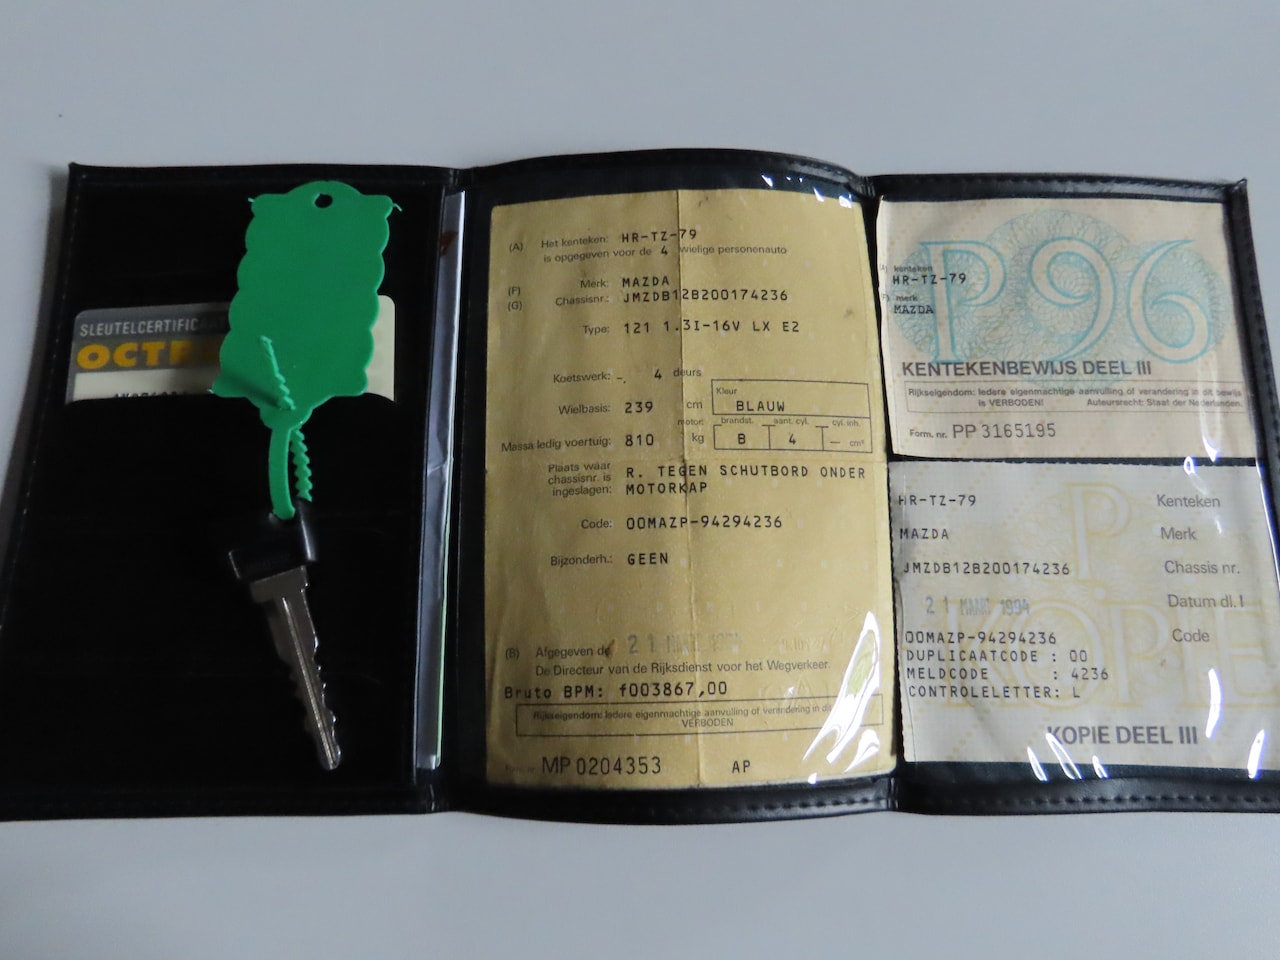 SLEUTELCERTIFIC
(A) Het kenteken: HR-TZ-79
is opgegeven voor de 4 wielige personenauto
(F) Merk: MAZDA
(G) Chassisnr.: JMZDB12B200174236
Type: 121 1.3I-16V LX E2
Koetswerk: -, 4 deurs
Wielbasis: 239 cm
Kleur
BLAUW
motor: brandst. aant. cyl. cyl. inh.
Massa ledig voertuig: 810 kg B 4 — cm³
Plaats waar
chassisnr. is
ingeslagen: R. TEGEN SCHUTBORD ONDER
MOTORKAP
Code: 00MAZP-94294236
Bijzonderh.: GEEN
(B) Afgegeven de 21
De Directeur van de Rijksdienst voor het Wegverkeer
Bruto BPM: f003867,00
Rijkseigendom: Iedere eigenmachtige aanvulling of verandering in
VERBODEN
MP 0204353 AP
P96
kenteken
HR-TZ-79
merk
MAZDA
KENTEKENBEWIJS DEEL III
Rijkseigendom: Iedere eigenmachtige aanvulling of verandering in dit bewijs
is VERBODEN! Auteursrecht: Staat der Nederlanden.
Form. nr. PP 3165195
HR-TZ-79 Kenteken
MAZDA Merk
JMZDB12B200174236 Chassis nr.
21 MAART 1994 Datum dl. I
00MAZP-94294236 Code
DUPLICAATCODE : 00
MELDCODE : 4236
CONTROLELETTER: L
P
KOPIE
KOPIE DEEL III